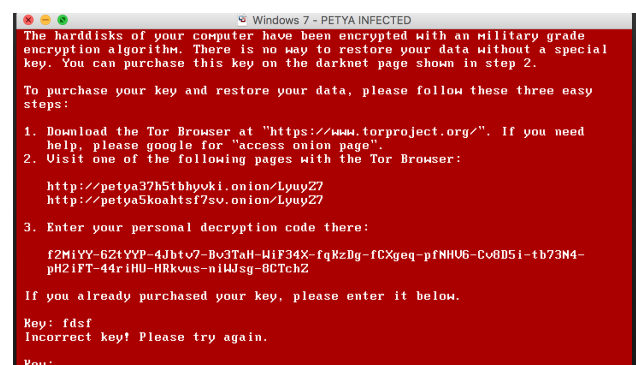 Windows 7 - PETYA INFECTED
The harddisks of your computer have been encrypted with an military grade
encryption algorithm. There is no way to restore your data without a special
key. You can purchase this key on the darknet page shown in step 2.
To purchase your key and restore your data, please follow these three easy
steps:
1. Download the Tor Browser at "https://www.torproject.org/". If you need
help, please google for "access onion page".
2. Visit one of the following pages with the Tor Browser:
http://petya37h5tbhyvki.onion/LyuyZ7
http://petya5koahtsf7sv.onion/LyuyZ7
3. Enter your personal decryption code there:
f2MiYY-6ZtYYP-4Jbtv7-Bv3TaH-WiF34X-fqKzDg-fCXgeq-pfNHV6-Cv8D5i-tb73N4-
pH2iFT-44riHU-HRkvus-niWJsg-8CTchZ
If you already purchased your key, please enter it below.
Key: fdsf
Incorrect key! Please try again.
Key: